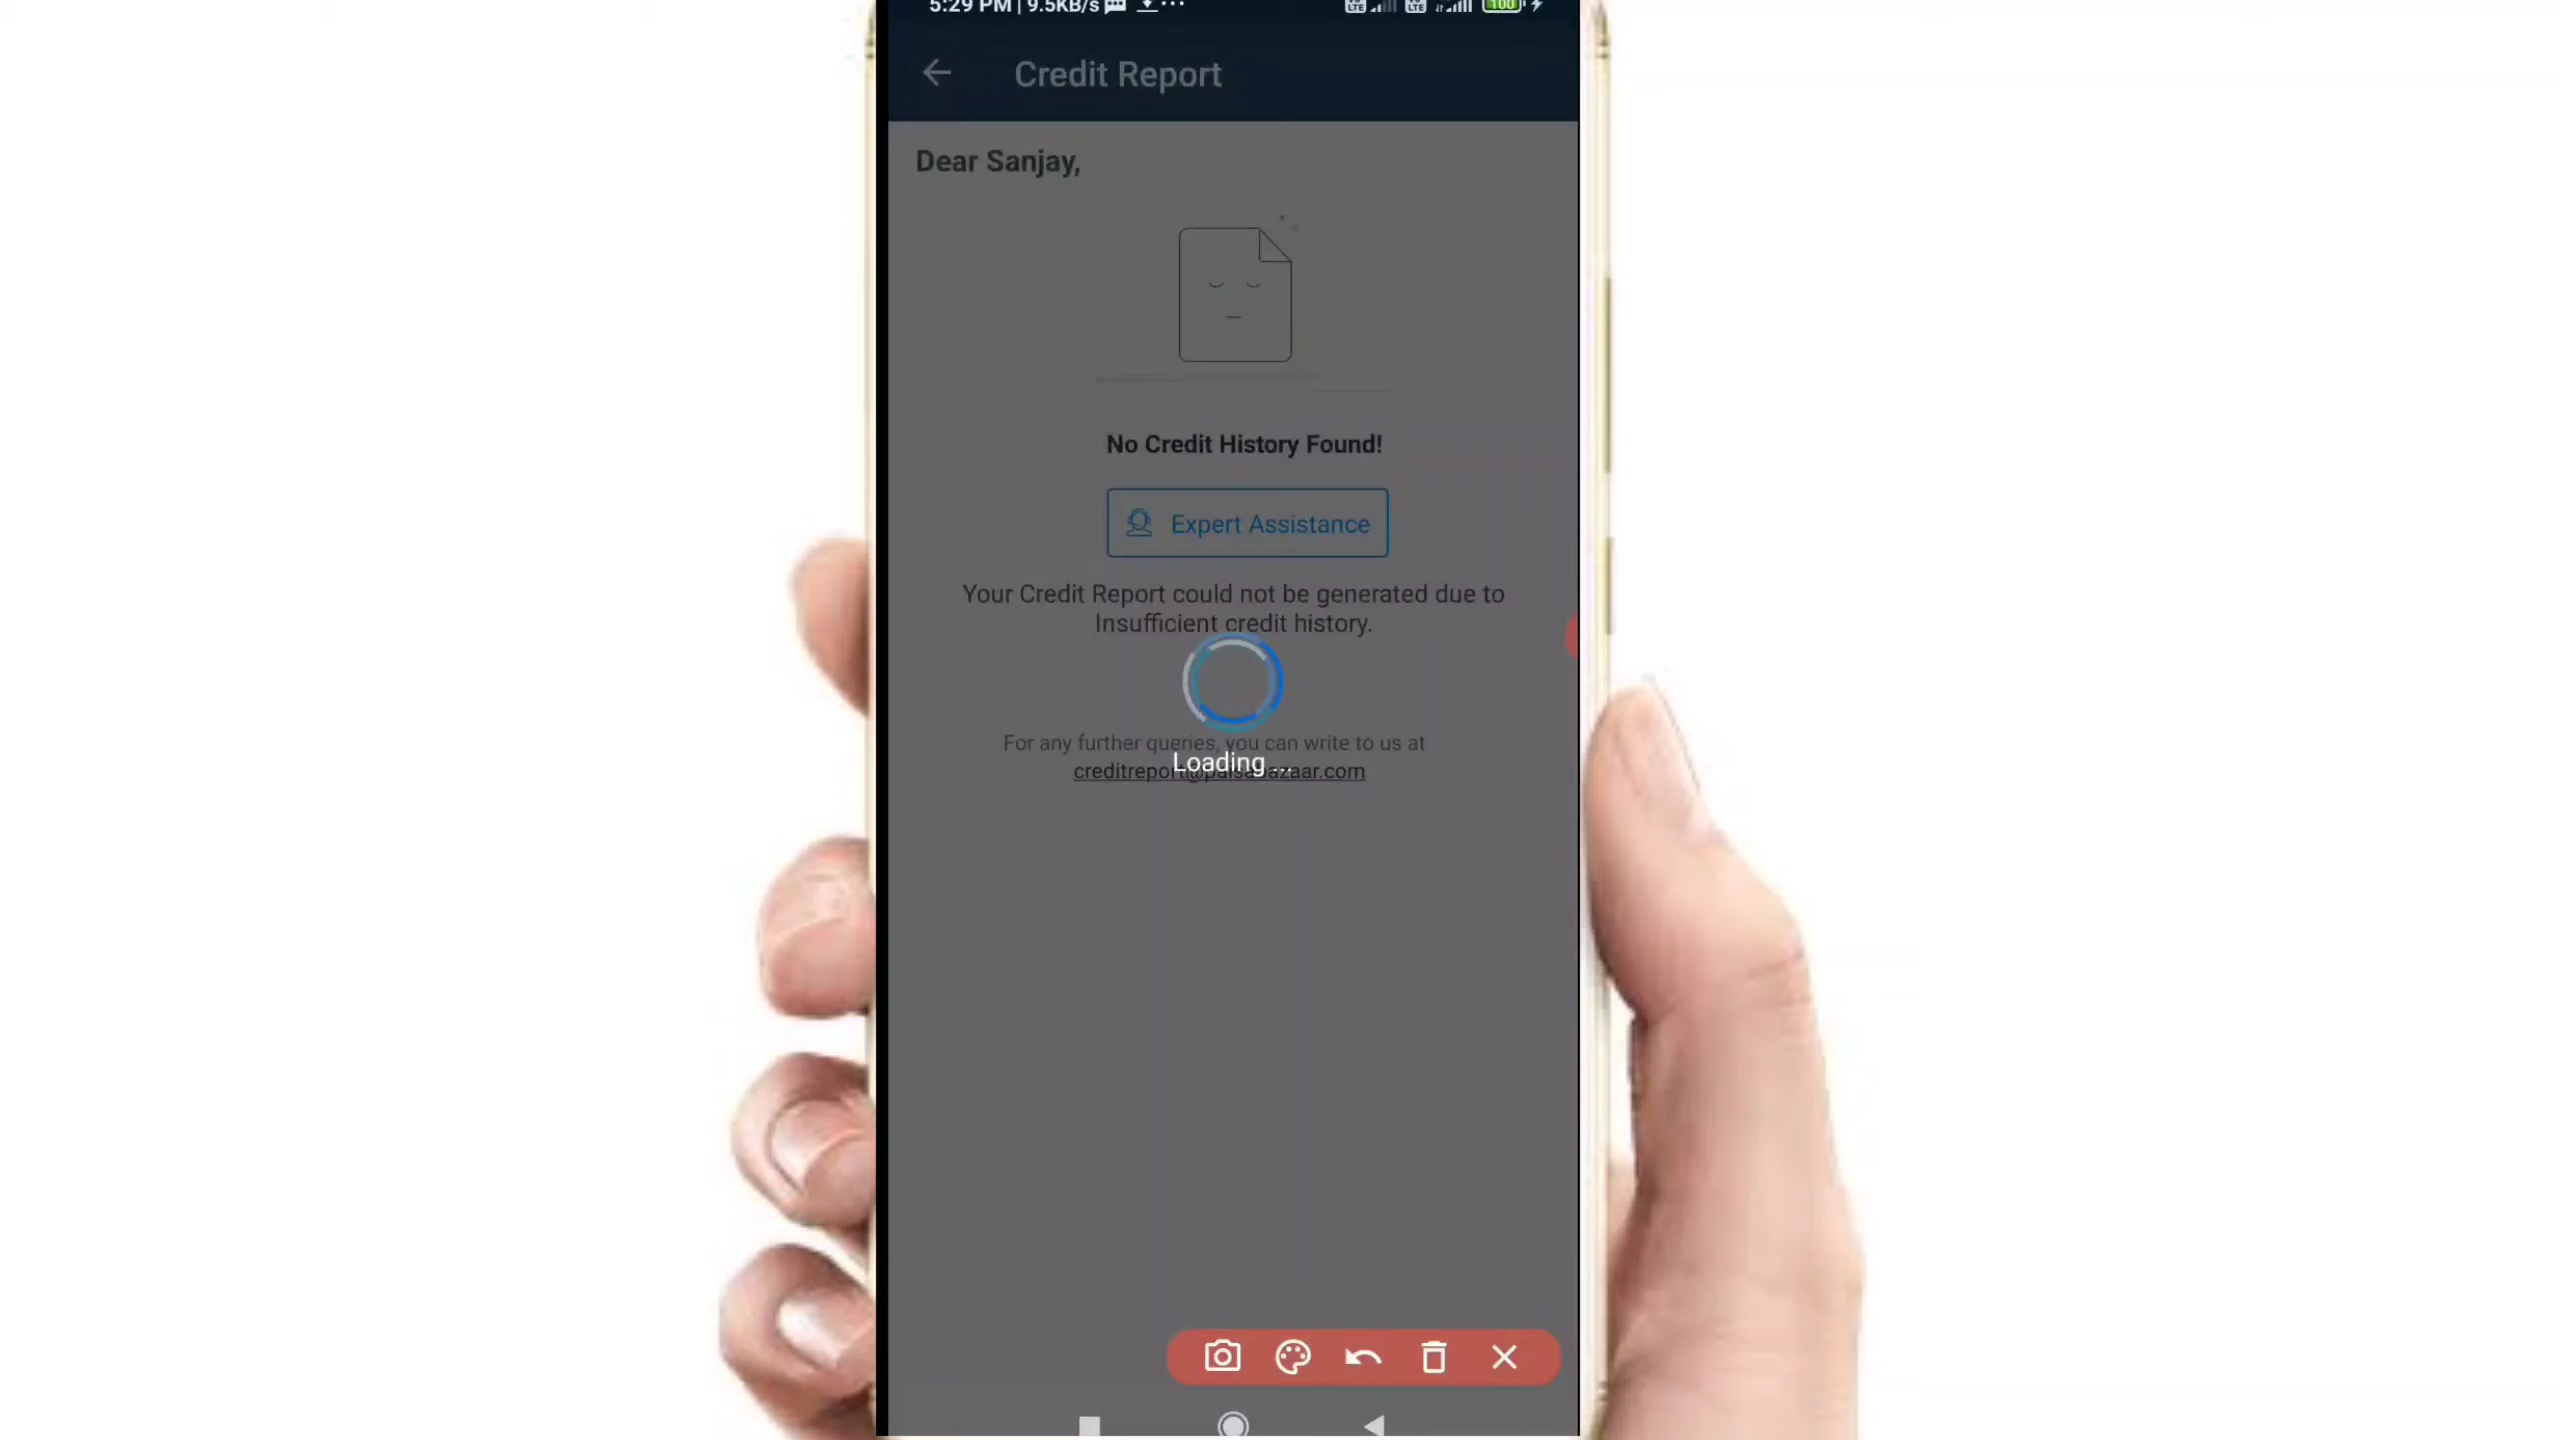 5:29 PM | 9.5KB/s
100
Credit Report
Dear Sanjay,
No Credit History Found!
Expert Assistance
Your Credit Report could not be generated due to
Insufficient credit history.
For any further queries, you can write to us at
Loading ...
creditreport@paisabazaar.com